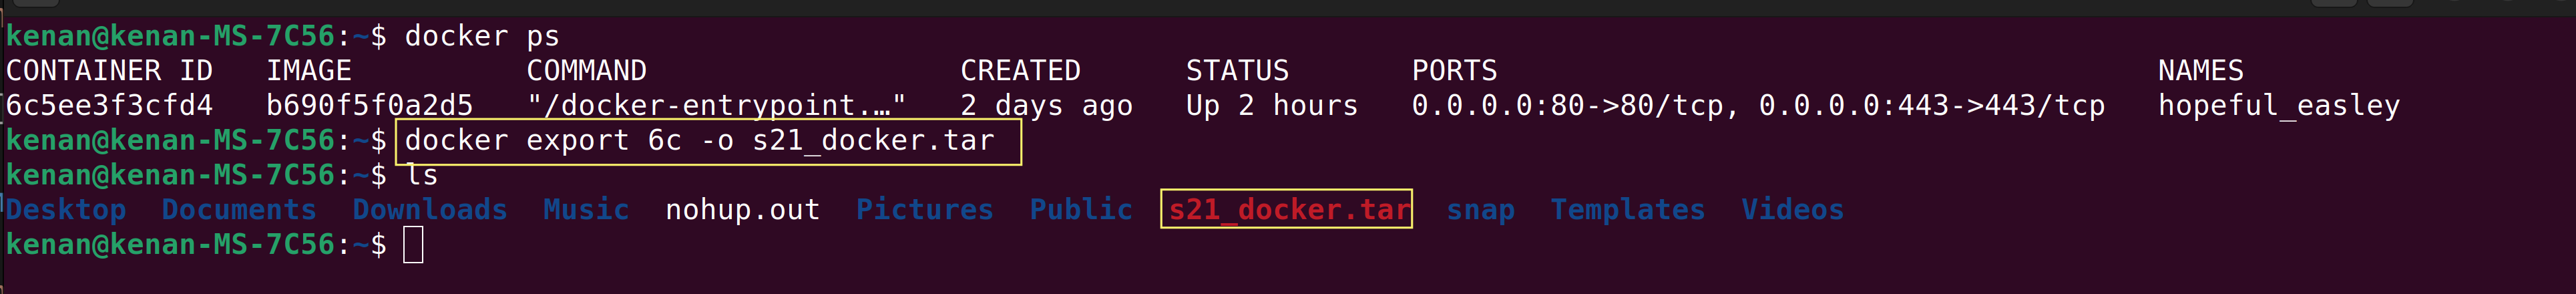 kenan@kenan-MS-7C56:~$ docker ps
CONTAINER ID   IMAGE          COMMAND                  CREATED      STATUS       PORTS                                      NAMES
6c5ee3f3cfd4   b690f5f0a2d5   "/docker-entrypoint.…"   2 days ago   Up 2 hours   0.0.0.0:80->80/tcp, 0.0.0.0:443->443/tcp   hopeful_easley
kenan@kenan-MS-7C56:~$ docker export 6c -o s21_docker.tar
kenan@kenan-MS-7C56:~$ ls
Desktop  Documents  Downloads  Music  nohup.out  Pictures  Public  s21_docker.tar  snap  Templates  Videos
kenan@kenan-MS-7C56:~$